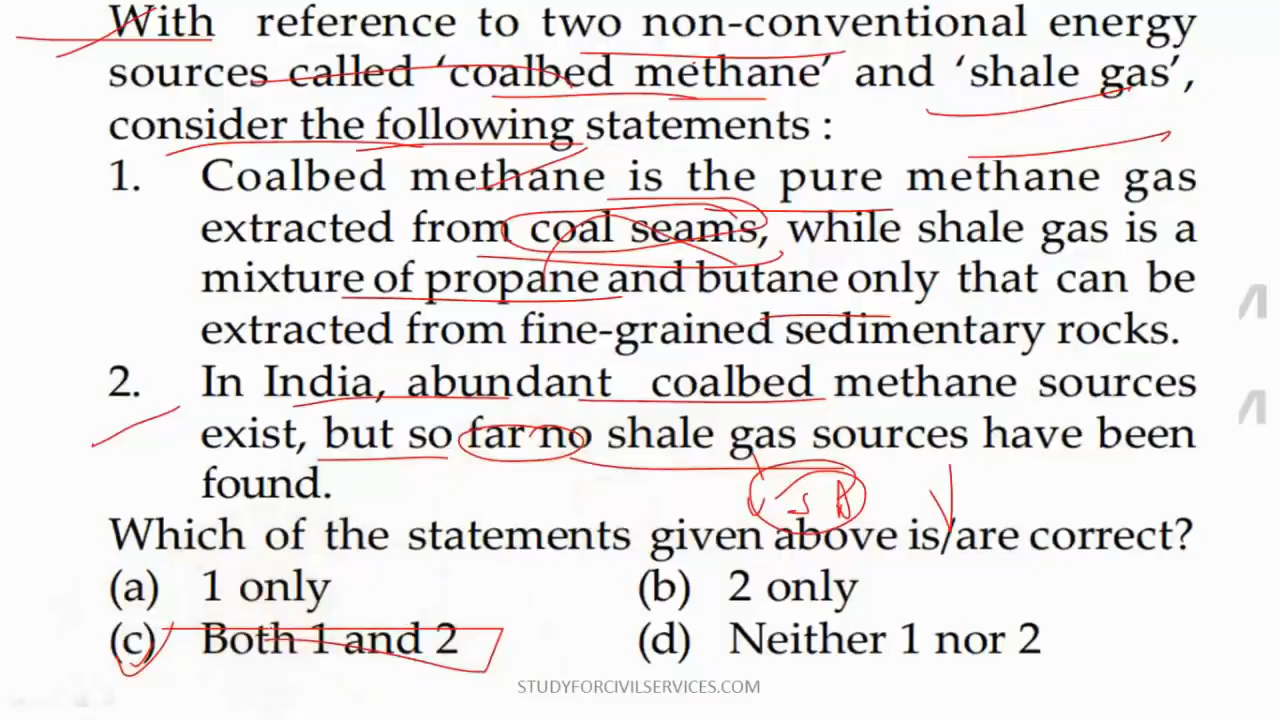 With reference to two non-conventional energy
sources called ‘coalbed methane’ and ‘shale gas’,
consider the following statements :
1. Coalbed methane is the pure methane gas
extracted from coal seams, while shale gas is a
mixture of propane and butane only that can be
extracted from fine-grained sedimentary rocks.
2. In India, abundant coalbed methane sources
exist, but so far no shale gas sources have been
found.
Which of the statements given above is/are correct?
(a) 1 only (b) 2 only
(c) Both 1 and 2 (d) Neither 1 nor 2
STUDYFORCIVILSERVICES.COM